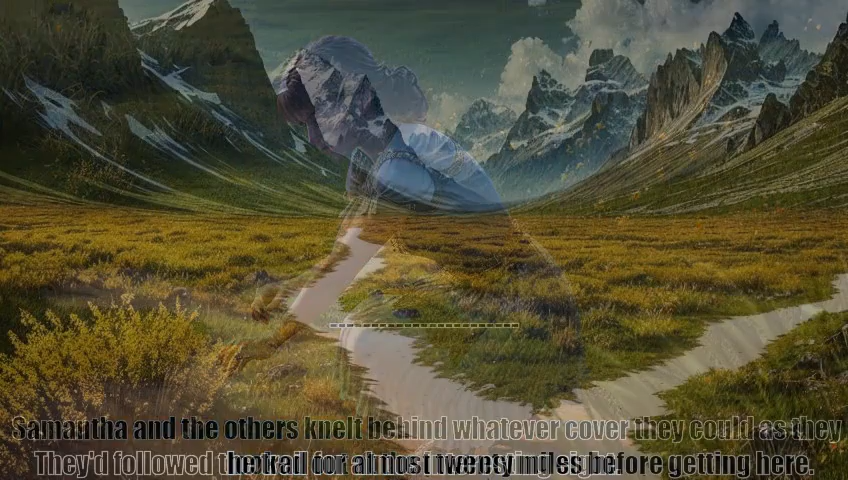 Samantha and the others knelt behind whatever cover they could as they
They'd followed the trail for almost twenty miles before getting here.